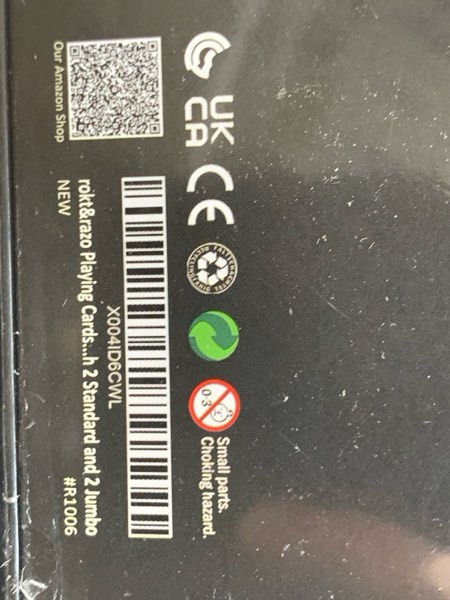 Our Amazon Shop
UK
CA
CE
0-3
Small parts.
Choking hazard.
X004ID6CWL
rokt&razo Playing Cards...h 2 Standard and 2 Jumbo
NEW
#R1006